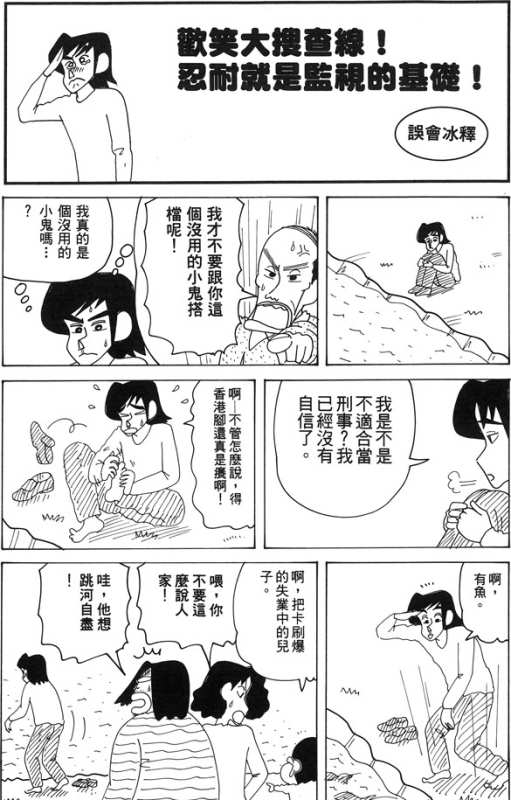 歡笑大搜查線！
忍耐就是監視的基礎！
誤會冰釋
我才不要跟你這
個沒用的小鬼搭
檔呢！
我真的是
個沒用的
小鬼嗎…
？
我是不是
不適合當
刑事？我
已經沒有
自信了。
啊—不管怎麼說，得
香港腳還真是癢啊！
啊，
有魚。
啊，把卡刷爆
的失業中的兒
子。
喂，你
不要這
麼說人
家！
哇，他想
跳河自盡
！